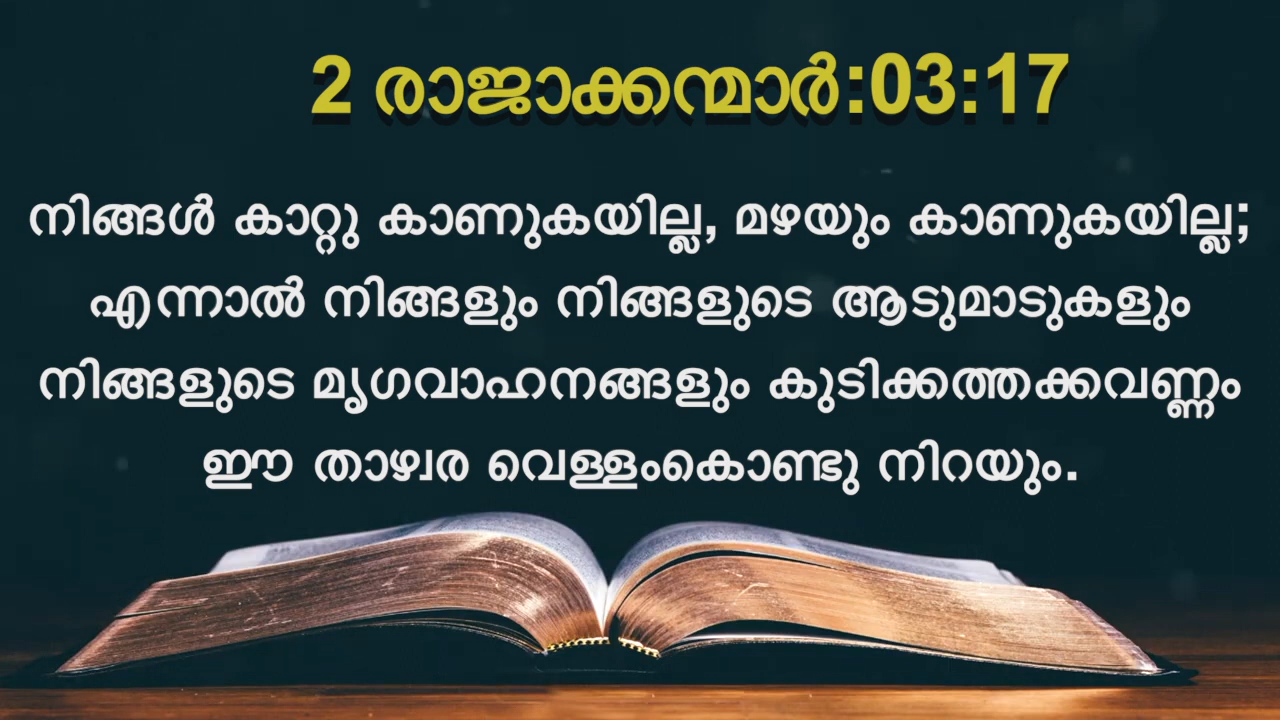 2 രാജാക്കന്മാർ:03:17
നിങ്ങൾ കാറ്റു കാണുകയില്ല, മഴയും കാണുകയില്ല;
എന്നാൽ നിങ്ങളും നിങ്ങളുടെ ആടുമാടുകളും
നിങ്ങളുടെ മൃഗവാഹനങ്ങളും കുടിക്കത്തക്കവണ്ണം
ഈ താഴ്വര വെള്ളംകൊണ്ടു നിറയും.